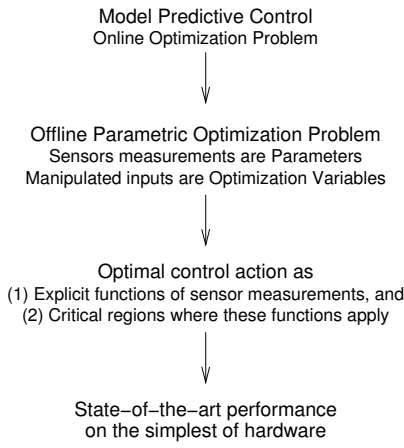 Model Predictive Control
Online Optimization Problem
Offline Parametric Optimization Problem
Sensors measurements are Parameters
Manipulated inputs are Optimization Variables
Optimal control action as
(1) Explicit functions of sensor measurements, and
(2) Critical regions where these functions apply
State−of−the−art performance
on the simplest of hardware